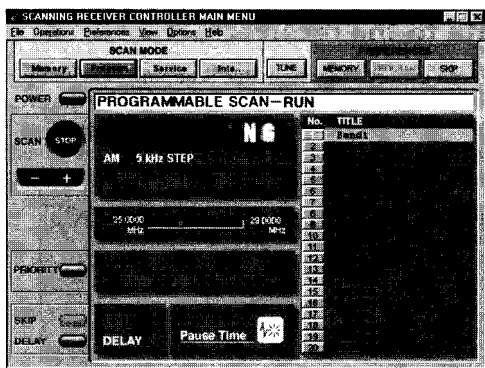 SCANNING RECEIVER CONTROLLER MAIN MENU
File Operations Preferences View Options Help
SCAN MODE
Memory Service TUNE MEMORY SKIP
POWER
PROGRAMMABLE SCAN-RUN
No. TITLE
SCAN STOP
NG
1 Band1
AM 5 kHz STEP
2
3
4
- +
5
6
7
25.0000 MHz 29.0000 MHz
8
9
10
11
12
PRIORITY
13
14
15
16
SKIP
17
DELAY
DELAY Pause Time
18
19
20